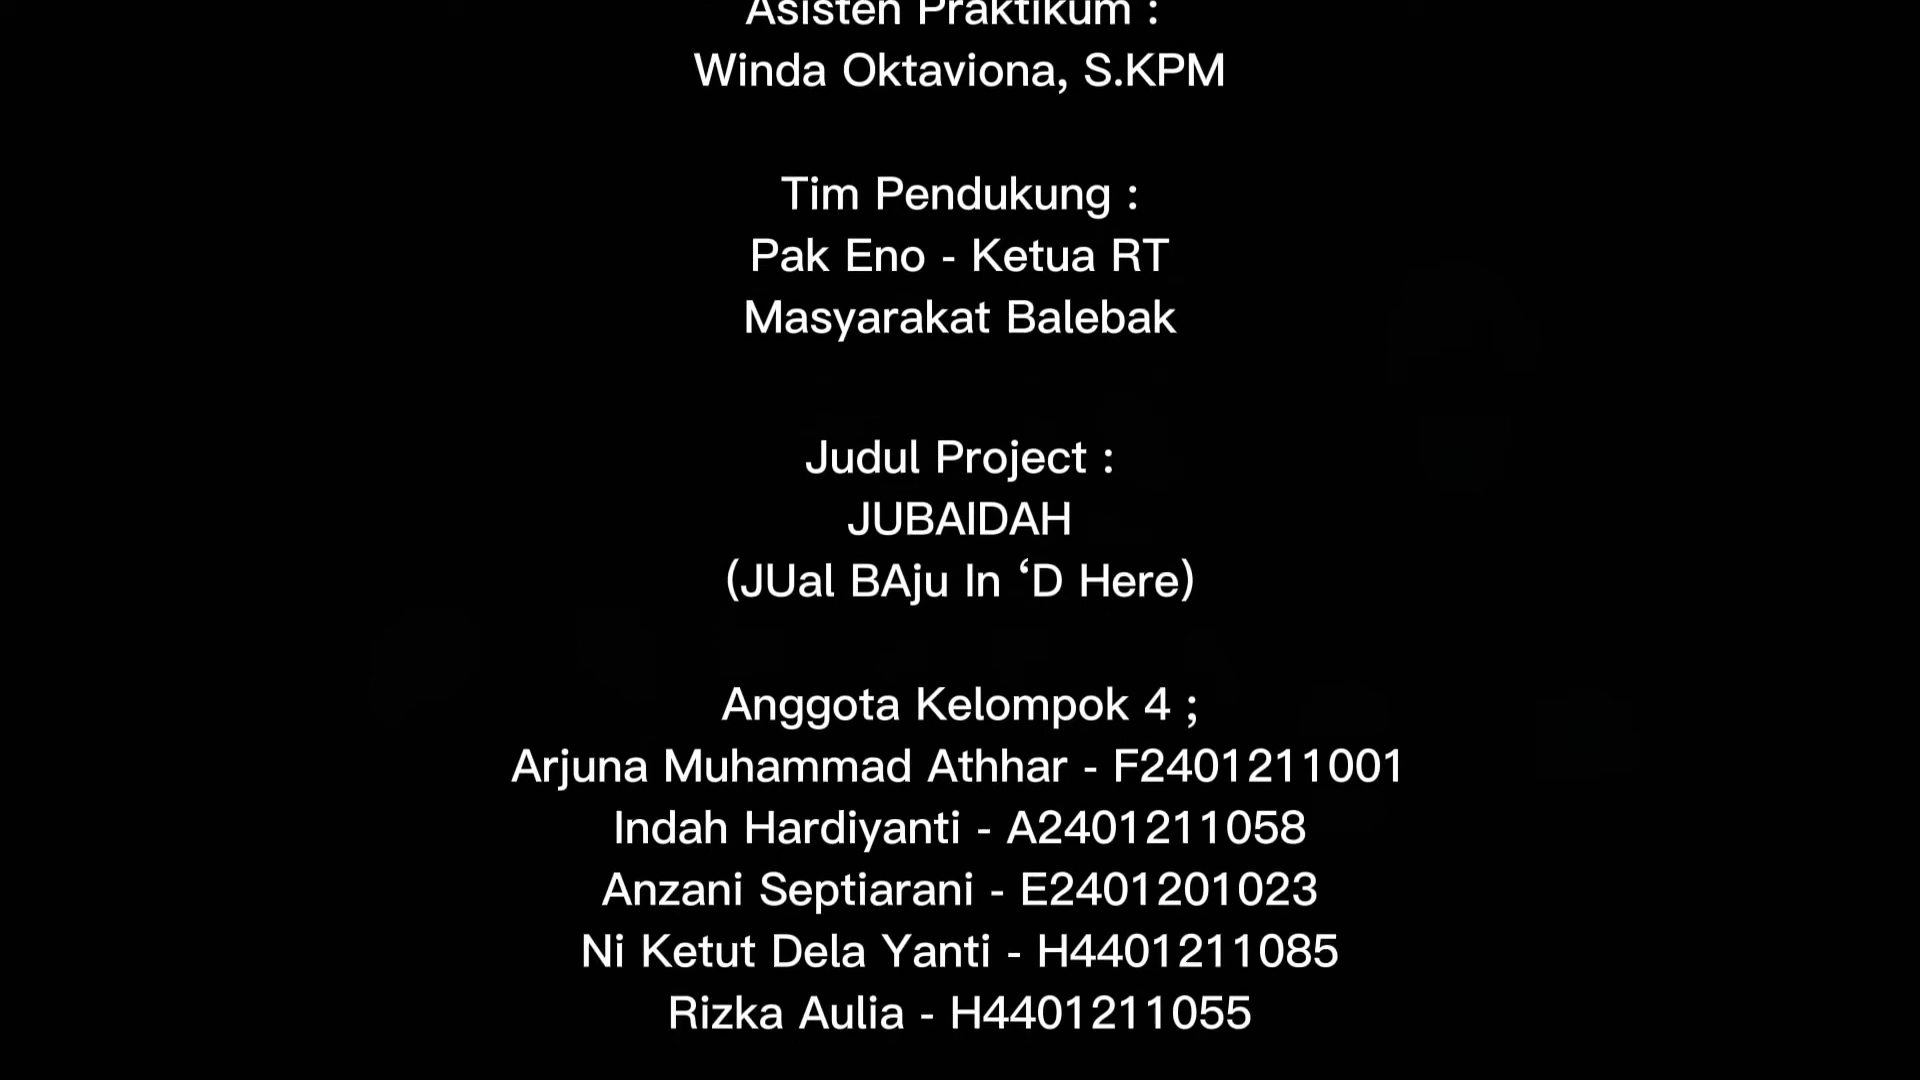 Asisten Praktikum :
Winda Oktaviona, S.KPM
Tim Pendukung :
Pak Eno - Ketua RT
Masyarakat Balebak
Judul Project :
JUBAIDAH
(JUal BAju In ‘D Here)
Anggota Kelompok 4 ;
Arjuna Muhammad Athhar - F2401211001
Indah Hardiyanti - A2401211058
Anzani Septiarani - E2401201023
Ni Ketut Dela Yanti - H4401211085
Rizka Aulia - H4401211055